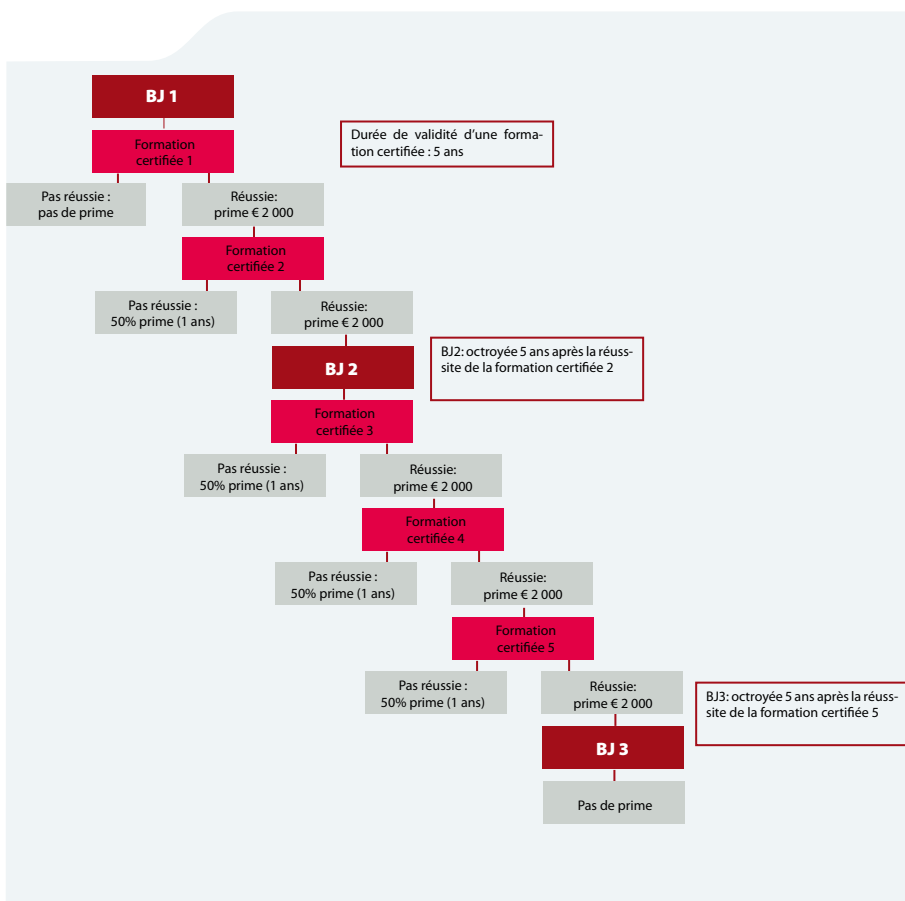 BJ 1
Formation
certifiée 1
Durée de validité d'une forma-
tion certifiée : 5 ans
Pas réussie :
pas de prime
Réussie:
prime € 2 000
Formation
certifiée 2
Pas réussie :
50% prime (1 ans)
Réussie:
prime € 2 000
BJ2: octroyée 5 ans après la réuss-
site de la formation certifiée 2
BJ 2
Formation
certifiée 3
Pas réussie :
50% prime (1 ans)
Réussie:
prime € 2 000
Formation
certifiée 4
Pas réussie :
50% prime (1 ans)
Réussie:
prime € 2 000
Formation
certifiée 5
Pas réussie :
50% prime (1 ans)
Réussie:
prime € 2 000
BJ3: octroyée 5 ans après la réuss-
site de la formation certifiée 5
BJ 3
Pas de prime